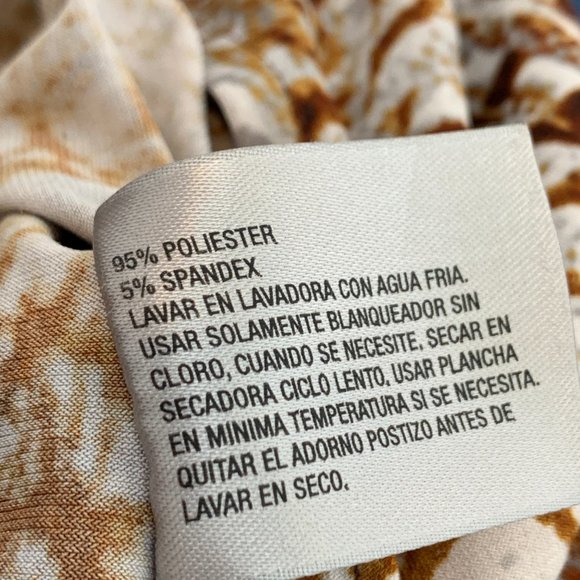 95% POLIESTER
5% SPANDEX
LAVAR EN LAVADORA CON AGUA FRIA.
USAR SOLAMENTE BLANQUEADOR SIN
CLORO, CUANDO SE NECESITE. SECAR EN
SECADORA CICLO LENTO. USAR PLANCHA
EN MINIMA TEMPERATURA SI SE NECESITA.
QUITAR EL ADORNO POSTIZO ANTES DE
LAVAR EN SECO.